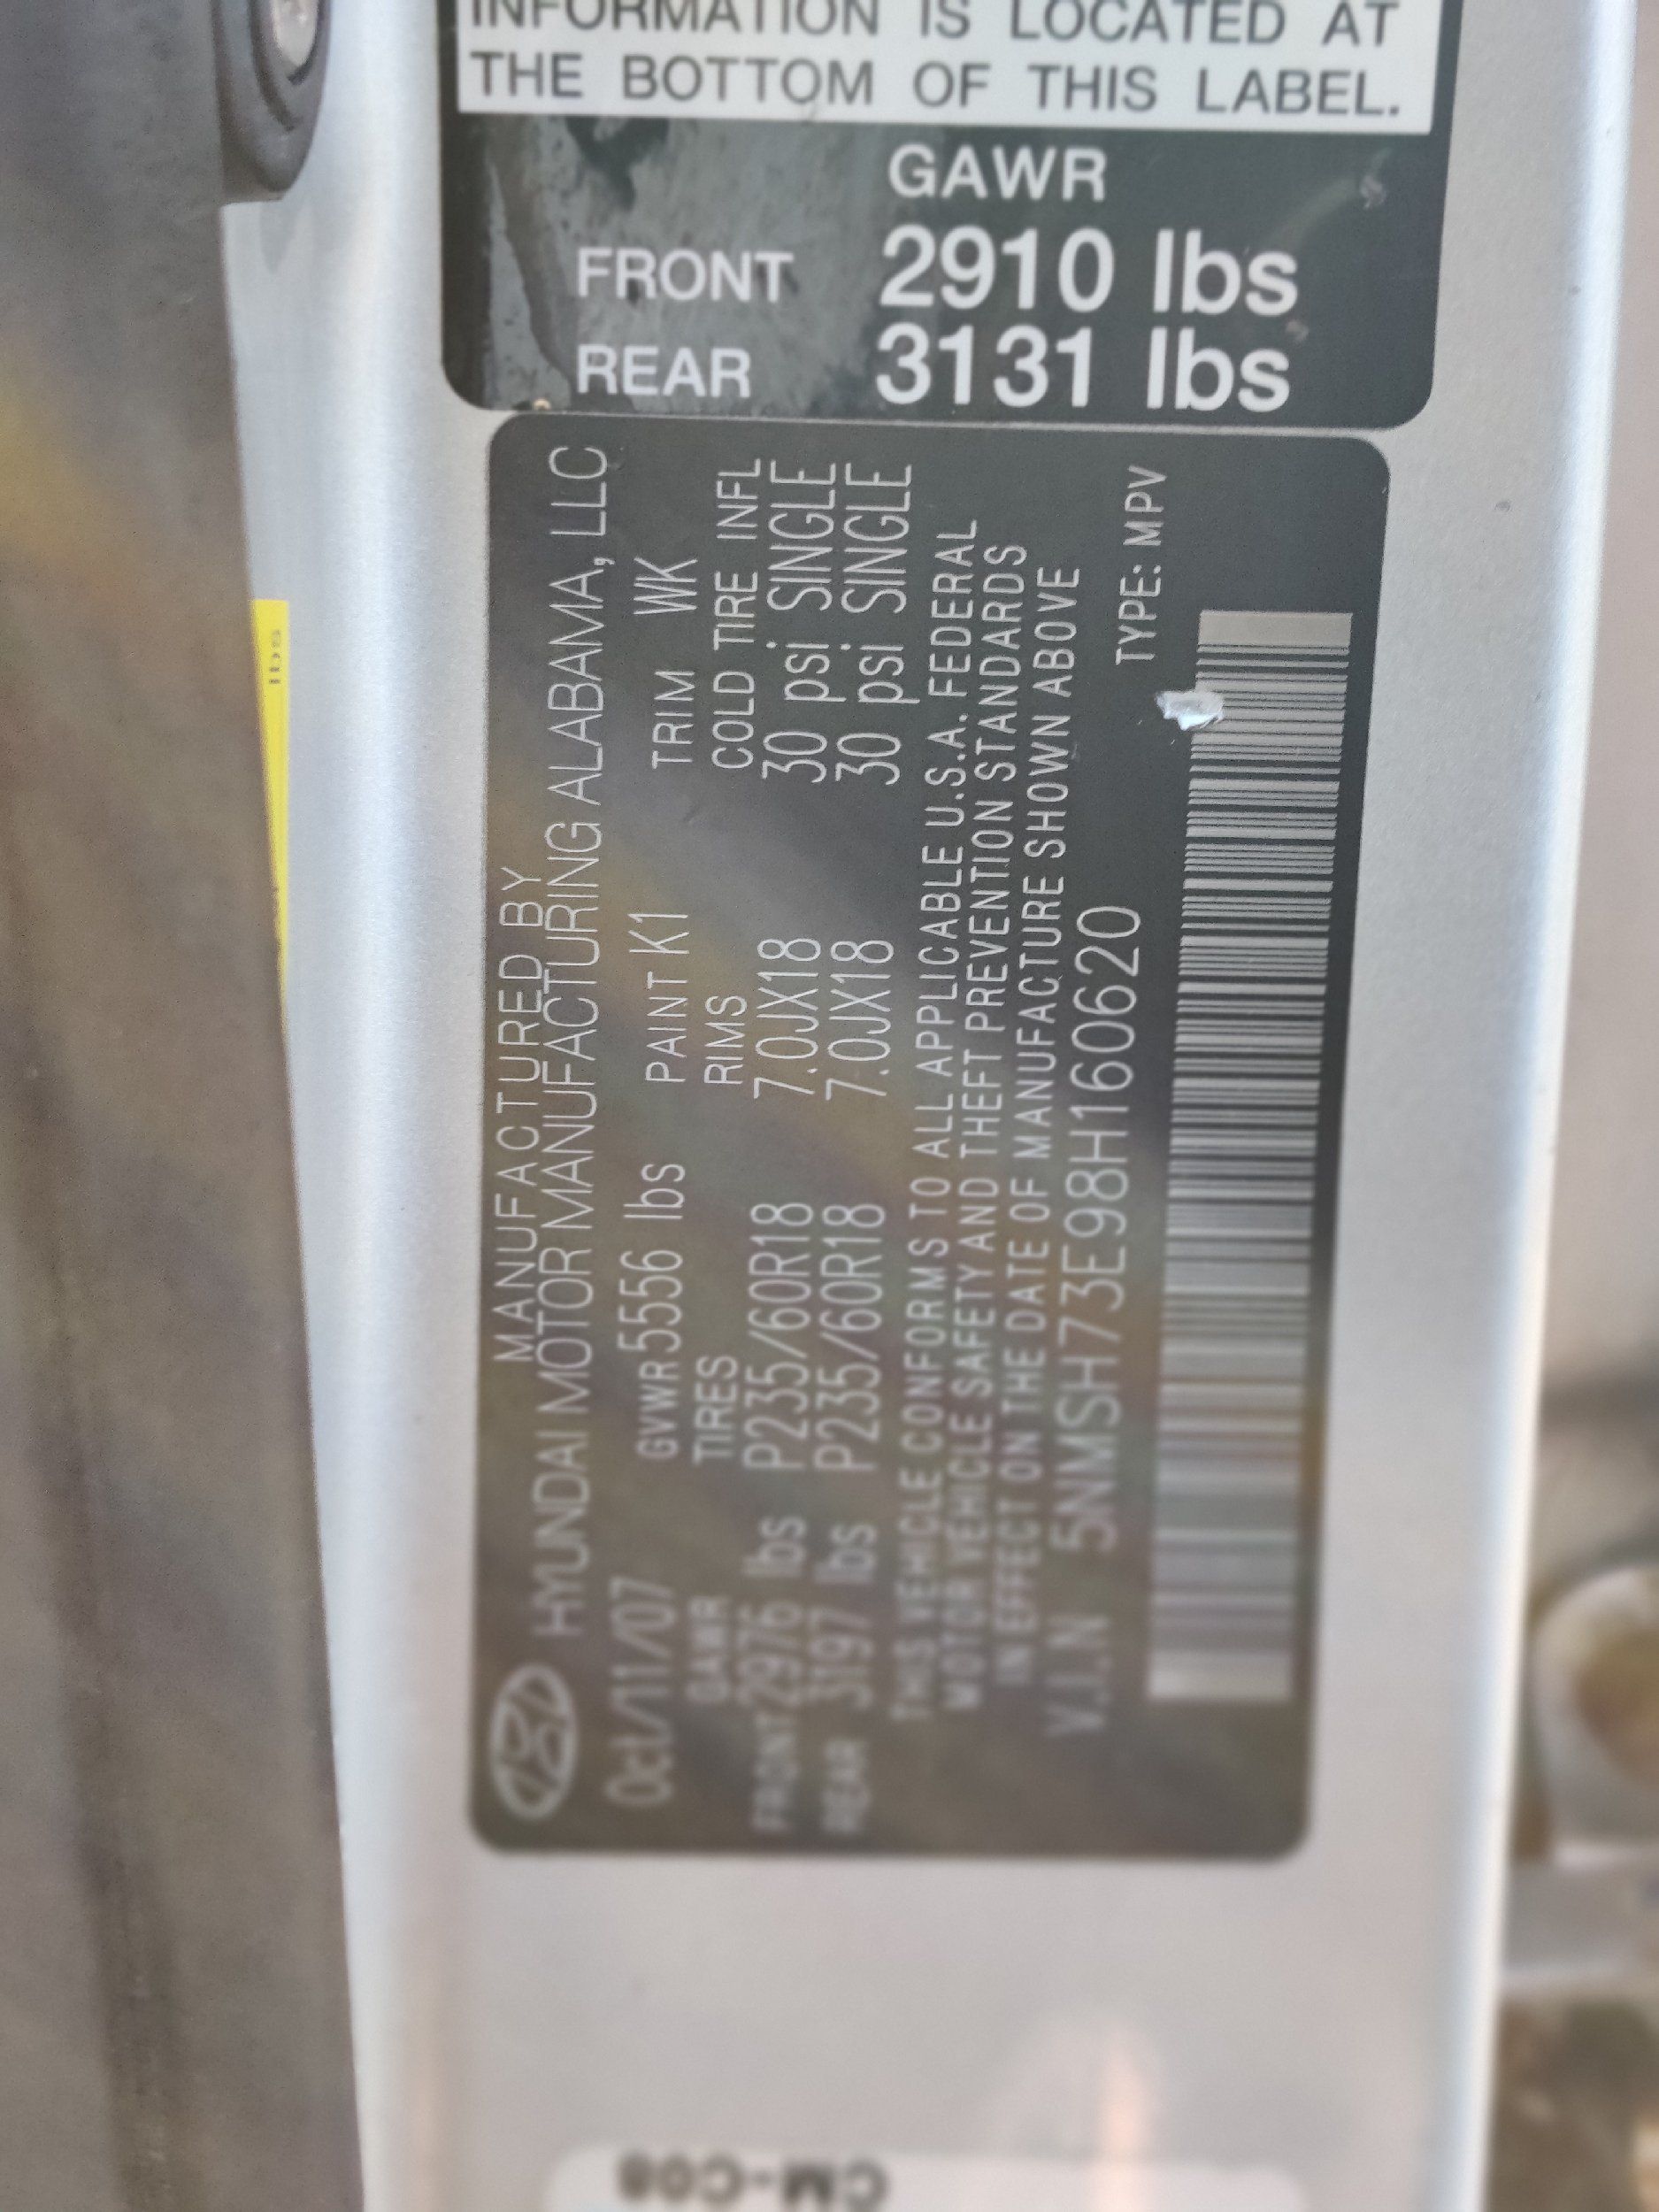 INFORMATION IS LOCATED AT
THE BOTTOM OF THIS LABEL.
GAWR
FRONT 2910 lbs
REAR 3131 lbs
MANUFACTURED BY
HYUNDAI MOTOR MANUFACTURING ALABAMA, LLC
Oct/11/07 GVWR 5556 lbs PAINT K1 TRIM WK
GAWR TIRES RIMS COLD TIRE INFL
FRONT 2976 lbs P235/60R18 7.0JX18 30 psi SINGLE
REAR 3197 lbs P235/60R18 7.0JX18 30 psi SINGLE
THIS VEHICLE CONFORMS TO ALL APPLICABLE U.S.A. FEDERAL
MOTOR VEHICLE SAFETY AND THEFT PREVENTION STANDARDS
IN EFFECT ON THE DATE OF MANUFACTURE SHOWN ABOVE
V.I.N 5NMSH73E98H160620 TYPE: MPV
lbs
CM-C08